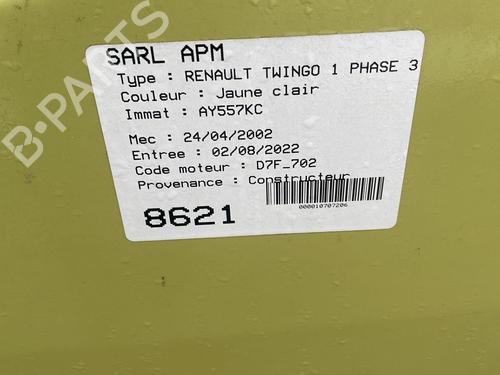 SARL APM
Type : RENAULT TWINGO 1 PHASE 3
Couleur : Jaune clair
Immat : AY557KC
Mec : 24/04/2002
Entree : 02/08/2022
Code moteur : D7F_702
Provenance : Constructeur
8621
000010707206
B-PARTS